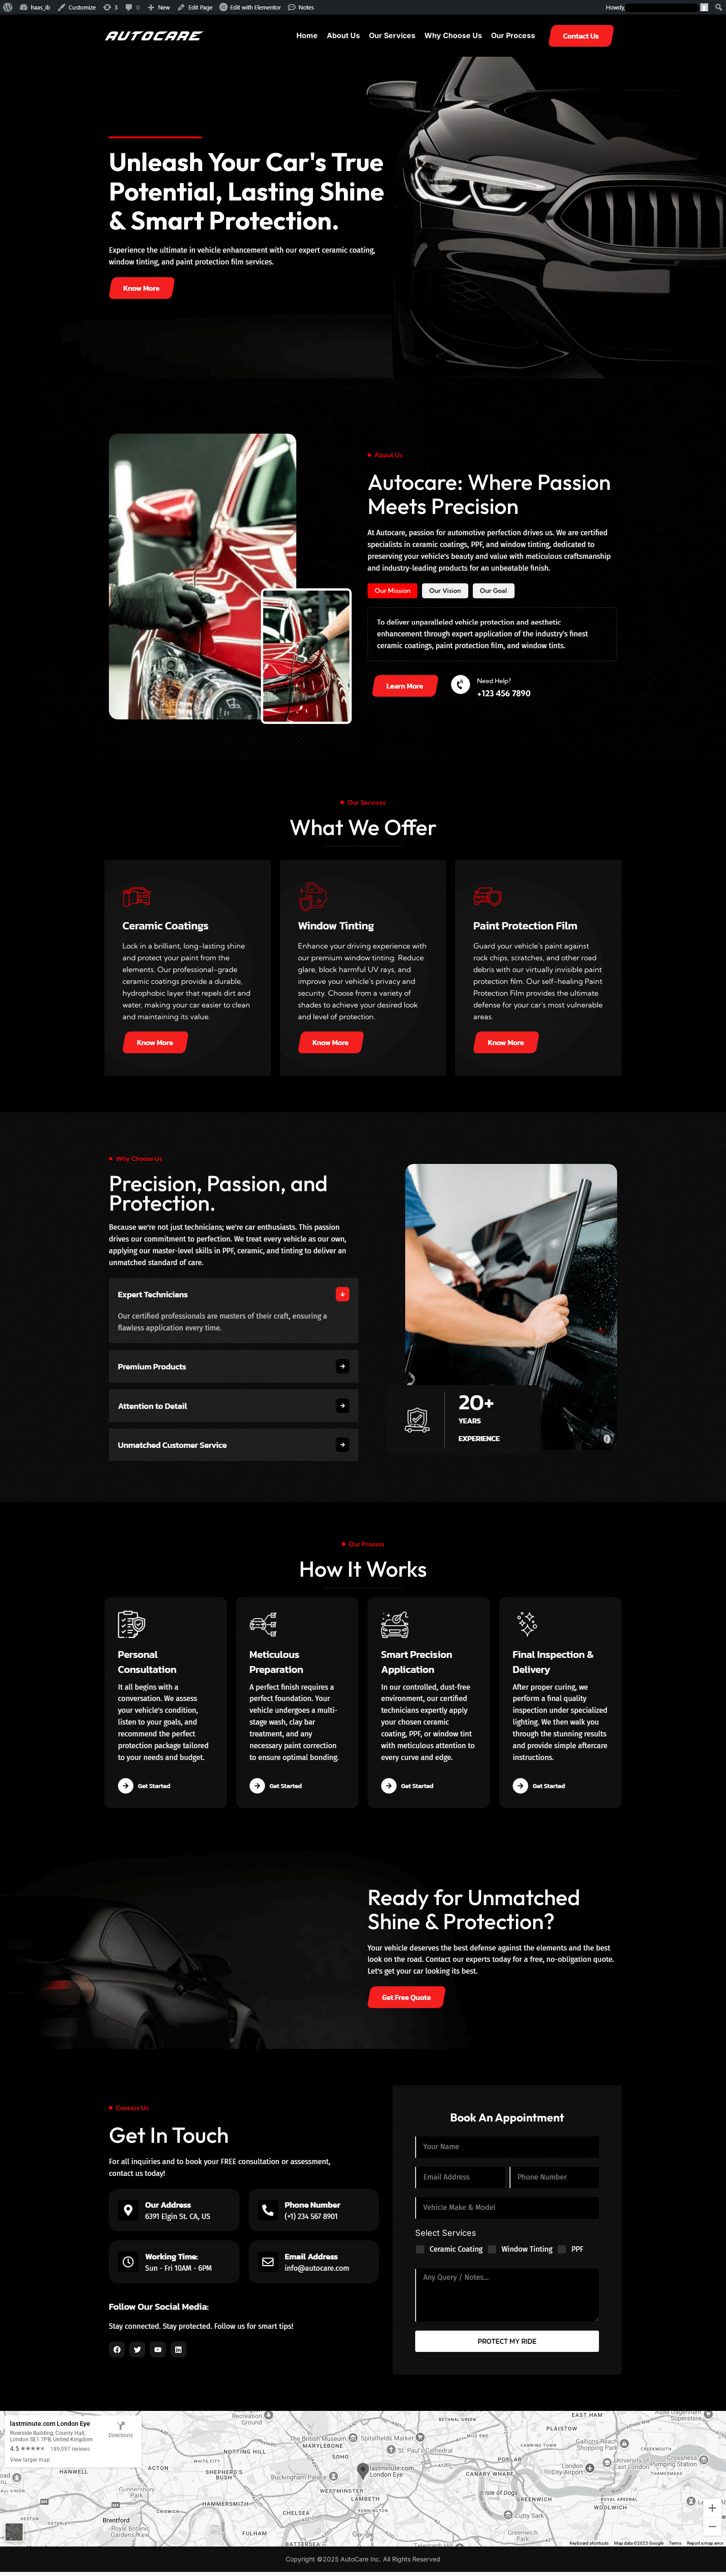 haas_ib Customize 3 0 New Edit Page Edit with Elementor Notes Howdy,
AUTOCARE
Home About Us Our Services Why Choose Us Our Process Contact Us
Unleash Your Car's True
Potential, Lasting Shine
& Smart Protection.
Experience the ultimate in vehicle enhancement with our expert ceramic coating,
window tinting, and paint protection film services.
Know More
About Us
Autocare: Where Passion
Meets Precision
At Autocare, passion for automotive perfection drives us. We are certified
specialists in ceramic coatings, PPF, and window tinting, dedicated to
preserving your vehicle's beauty and value with meticulous craftsmanship
and industry-leading products for an unbeatable finish.
Our Mission Our Vision Our Goal
To deliver unparalleled vehicle protection and aesthetic
enhancement through expert application of the industry's finest
ceramic coatings, paint protection film, and window tints.
Learn More
Need Help?
+123 456 7890
Our Services
What We Offer
Ceramic Coatings
Lock in a brilliant, long-lasting shine
and protect your paint from the
elements. Our professional-grade
ceramic coatings provide a durable,
hydrophobic layer that repels dirt and
water, making your car easier to clean
and maintaining its value.
Know More
Window Tinting
Enhance your driving experience with
our premium window tinting. Reduce
glare, block harmful UV rays, and
improve your vehicle's privacy and
security. Choose from a variety of
shades to achieve your desired look
and level of protection.
Know More
Paint Protection Film
Guard your vehicle's paint against
rock chips, scratches, and other road
debris with our virtually invisible paint
protection film. Our self-healing Paint
Protection Film provides the ultimate
defense for your car's most vulnerable
areas.
Know More
Why Choose Us
Precision, Passion, and
Protection.
Because we're not just technicians; we're car enthusiasts. This passion
drives our commitment to perfection. We treat every vehicle as our own,
applying our master-level skills in PPF, ceramic, and tinting to deliver an
unmatched standard of care.
Expert Technicians
Our certified professionals are masters of their craft, ensuring a
flawless application every time.
Premium Products
Attention to Detail
Unmatched Customer Service
20+
YEARS
EXPERIENCE
Our Process
How It Works
Personal
Consultation
It all begins with a
conversation. We assess
your vehicle's condition,
listen to your goals, and
recommend the perfect
protection package tailored
to your needs and budget.
Get Started
Meticulous
Preparation
A perfect finish requires a
perfect foundation. Your
vehicle undergoes a multi-
stage wash, clay bar
treatment, and any
necessary paint correction
to ensure optimal bonding.
Get Started
Smart Precision
Application
In our controlled, dust-free
environment, our certified
technicians expertly apply
your chosen ceramic
coating, PPF, or window tint
with meticulous attention to
every curve and edge.
Get Started
Final Inspection &
Delivery
After proper curing, we
perform a final quality
inspection under specialized
lighting. We then walk you
through the stunning results
and provide simple aftercare
instructions.
Get Started
Ready for Unmatched
Shine & Protection?
Your vehicle deserves the best defense against the elements and the best
look on the road. Contact our experts today for a free, no-obligation quote.
Let's get your car looking its best.
Get Free Quote
Contact Us
Get In Touch
For all inquiries and to book your FREE consultation or assessment,
contact us today!
Our Address
6391 Elgin St. CA, US
Phone Number
(+1) 234 567 8901
Working Time:
Sun - Fri 10AM - 6PM
Email Address
info@autocare.com
Follow Our Social Media:
Stay connected. Stay protected. Follow us for smart tips!
Book An Appointment
Your Name
Email Address Phone Number
Vehicle Make & Model
Select Services
Ceramic Coating Window Tinting PPF
Any Query / Notes...
PROTECT MY RIDE
lastminute.com London Eye
Riverside Building, County Hall,
London SE1 7PB, United Kingdom
4.5 189,097 reviews
View larger map
Directions
Recreation
Ground
BETHNAL GREEN
EAST HAM
PLAISTOW
The British Museum
Spitalfields Market
MILE END
CANNING TOWN
Gallions Reach
Shopping Park
MARYLEBONE
NOTTING HILL
SOHO
St. Paul's Cathedral
POPLAR
WHITE CITY
HANWELL
ACTON
SHEPHERD'S
BUSH
Buckingham Palace
lastminute.com
London Eye
CANARY WHARF
London
City Airport
University of
East London
Crossness
Pumping Station
THAMESMEAD
WESTMINSTER
Gunnersbury
Park
HAMMERSMITH
LAMBETH
Isle of Dogs
GREENWICH
ROYAL ARSENAL
WOOLWICH
CHISWICK
CHELSEA
KENNINGTON
Cutty Sark
HESTON
OSTERLEY
Brentford
Royal Botanic
Gardens Kew
FULHAM
Google
BATTERSEA
Greenwich
Park
Telegraph Hill
Keyboard shortcuts Map data ©2025 Google Terms Report a map error
Copyright ©2025 AutoCare Inc. All Rights Reserved